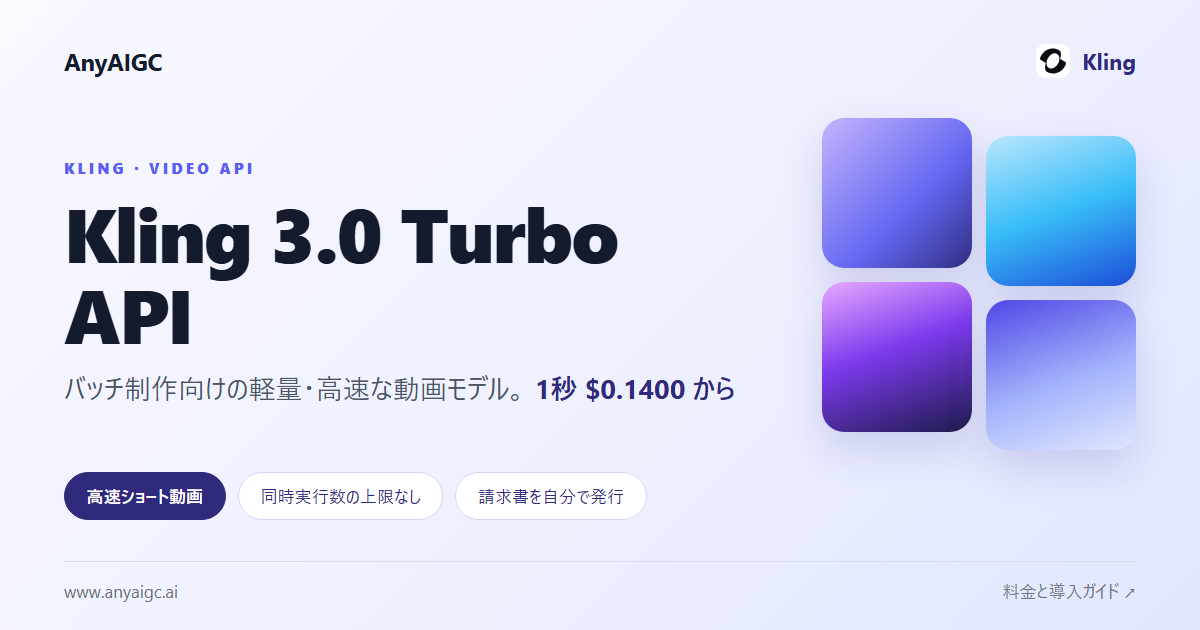 AnyAIGC
Kling
KLING · VIDEO API
Kling 3.0 Turbo
API
バッチ制作向けの軽量・高速な動画モデル。 1秒 $0.1400 から
高速ショート動画
同時実行数の上限なし
請求書を自分で発行
www.anyaigc.ai
料金と導入ガイド ↗